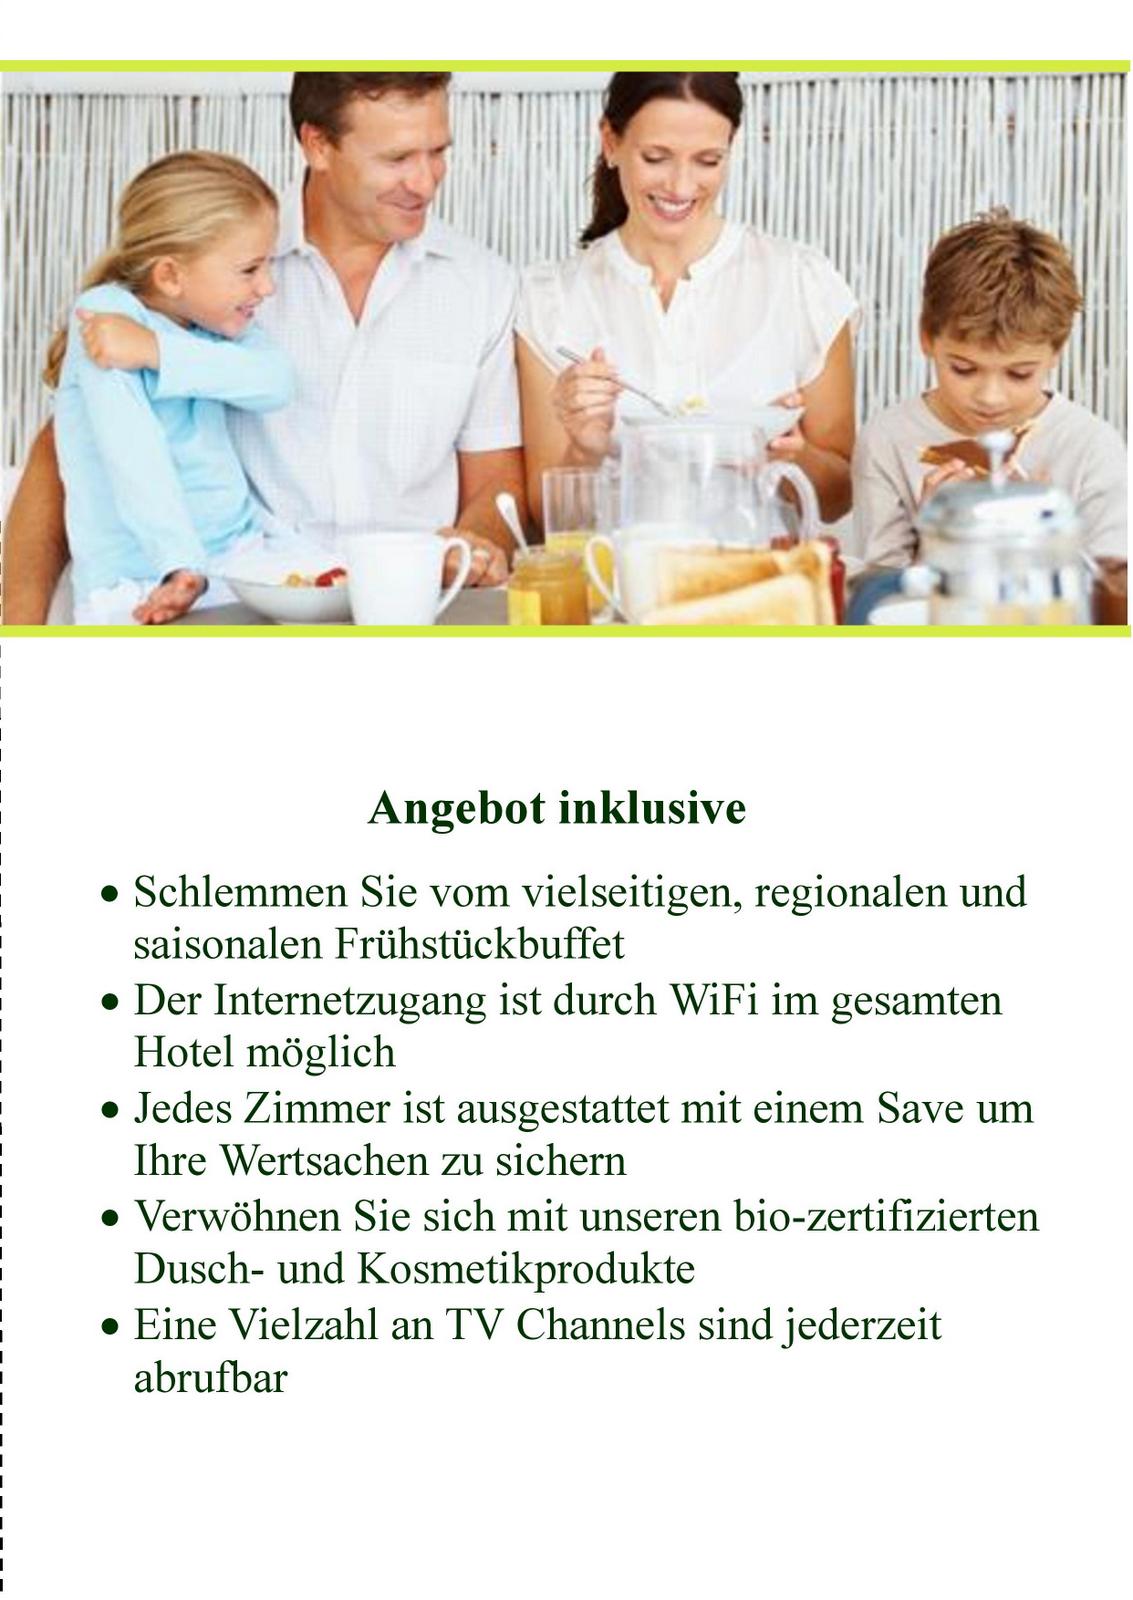 Angebot inklusive
• Schlemmen Sie vom vielseitigen, regionalen und
saisonalen Frühstückbuffet
• Der Internetzugang ist durch WiFi im gesamten
Hotel möglich
• Jedes Zimmer ist ausgestattet mit einem Save um
Ihre Wertsachen zu sichern
• Verwöhnen Sie sich mit unseren bio-zertifizierten
Dusch- und Kosmetikprodukte
• Eine Vielzahl an TV Channels sind jederzeit
abrufbar